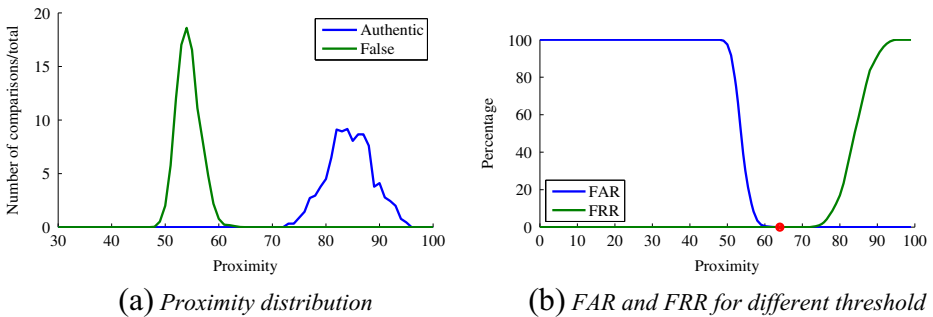 Number of comparisons/total
20
15
10
5
0
30 40 50 60 70 80 90 100
Proximity
Authentic
False
(a) Proximity distribution
Percentage
100
80
60
40
20
0
0 10 20 30 40 50 60 70 80 90 100
Proximity
FAR
FRR
(b) FAR and FRR for different threshold